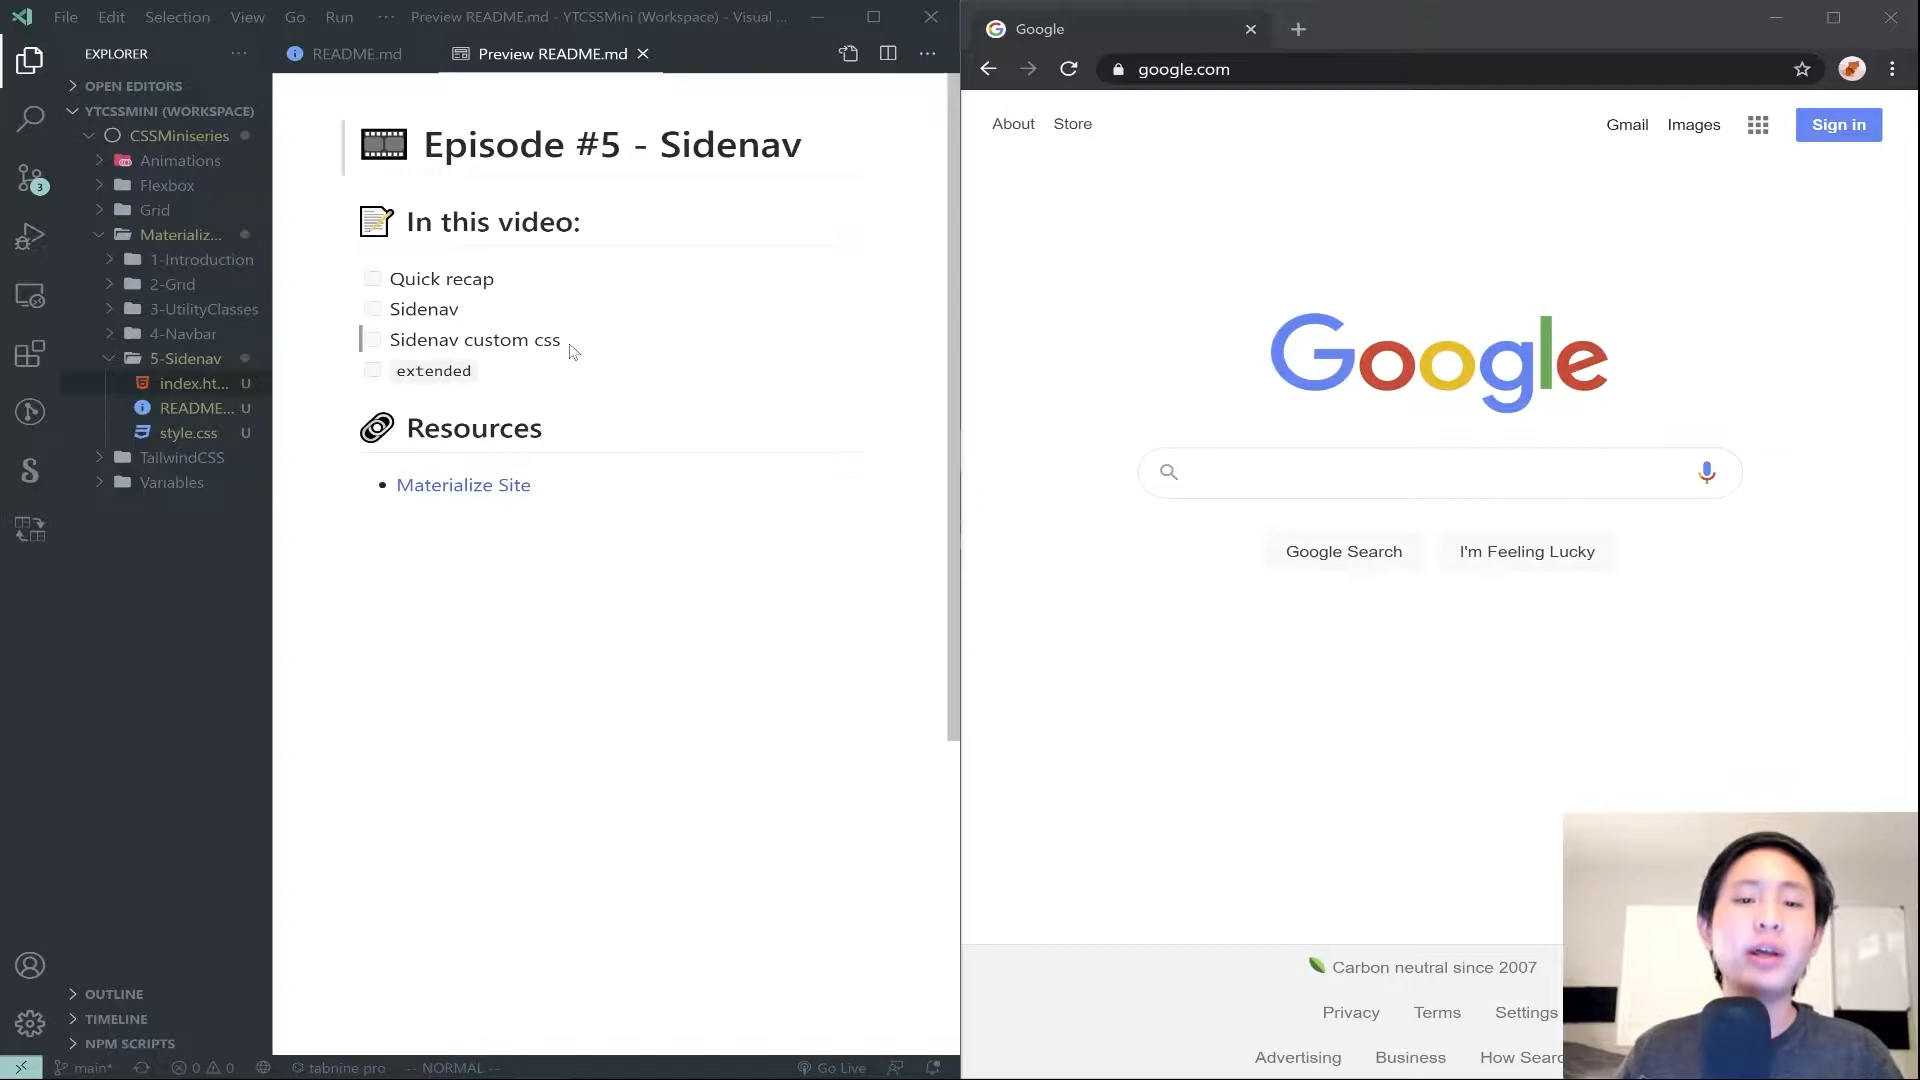 File Edit Selection View Go Run ··· Preview README.md - YTCSSMini (Workspace) - Visual ...
EXPLORER
OPEN EDITORS
YTCSSMINI (WORKSPACE)
CSSMiniseries
Animations
Flexbox
Grid
Materializ...
1-Introduction
2-Grid
3-UtilityClasses
4-Navbar
5-Sidenav
index.ht... U
README... U
style.css U
TailwindCSS
Variables
3
OUTLINE
TIMELINE
NPM SCRIPTS
README.md
Preview README.md
Episode #5 - Sidenav
In this video:
Quick recap
Sidenav
Sidenav custom css
extended
Resources
• Materialize Site
main* 0 0 tabnine pro -- NORMAL -- Go Live
Google
google.com
About Store Gmail Images Sign in
Google
Google Search I'm Feeling Lucky
Carbon neutral since 2007
Privacy Terms Settings
Advertising Business How Searc